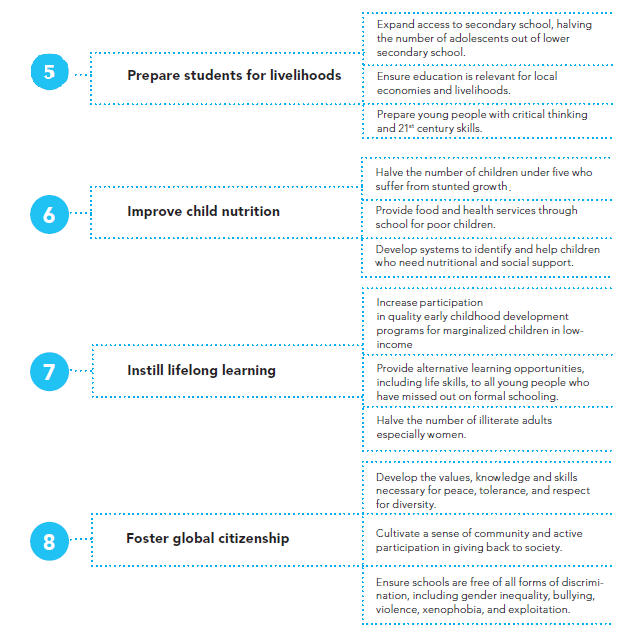 5
Prepare students for livelihoods
Expand access to secondary school, halving
the number of adolescents out of lower
secondary school.
Ensure education is relevant for local
economies and livelihoods.
Prepare young people with critical thinking
and 21st century skills.
6
Improve child nutrition
Halve the number of children under five who
suffer from stunted growth.
Provide food and health services through
school for poor children.
Develop systems to identify and help children
who need nutritional and social support.
7
Instill lifelong learning
Increase participation
in quality early childhood development
programs for marginalized children in low-
income
Provide alternative learning opportunities,
including life skills, to all young people who
have missed out on formal schooling.
Halve the number of illiterate adults
especially women.
8
Foster global citizenship
Develop the values, knowledge and skills
necessary for peace, tolerance, and respect
for diversity.
Cultivate a sense of community and active
participation in giving back to society.
Ensure schools are free of all forms of discrimi-
nation, including gender inequality, bullying,
violence, xenophobia, and exploitation.